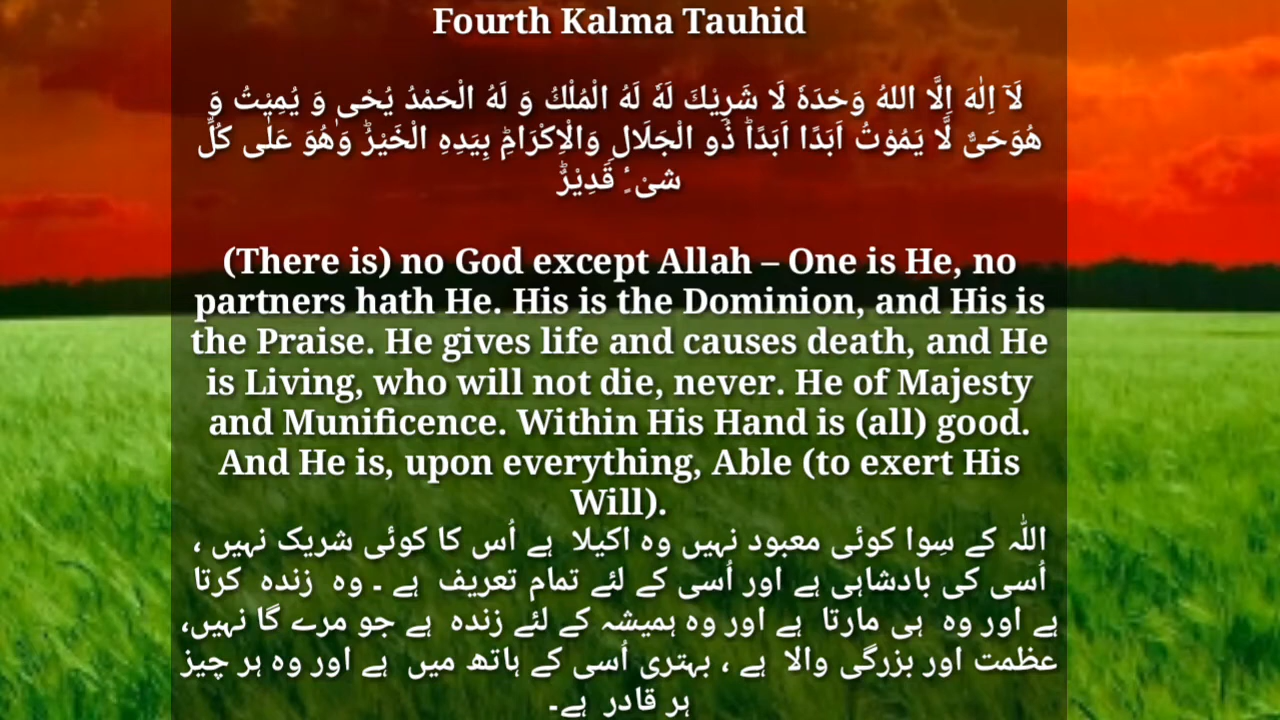 Fourth Kalma Tauhid
لَآ اِلٰهَ اِلَّا اللهُ وَحْدَهٗ لَا شَرِيْكَ لَهٗ لَهُ الْمُلْكُ وَ لَهُ الْحَمْدُ يُحْىٖ وَ يُمِيْتُ وَ
هُوَحَىٌّ لَّا يَمُوْتُ اَبَدًا اَبَدًاؕ ذُو الْجَلَالِ وَالْاِكْرَامِؕ بِيَدِهِ الْخَيْرُؕ وَهُوَ عَلٰى كُلِّ
شیْ ٍٔ قَدِیْرٌؕ
(There is) no God except Allah – One is He, no
partners hath He. His is the Dominion, and His is
the Praise. He gives life and causes death, and He
is Living, who will not die, never. He of Majesty
and Munificence. Within His Hand is (all) good.
And He is, upon everything, Able (to exert His
Will).
اللّٰہ کے سِوا کوئی معبود نہیں وہ اکیلا ہے اُس کا کوئی شریک نہیں ،
اُسی کی بادشاہی ہے اور اُسی کے لئے تمام تعریف ہے ۔ وہ زندہ کرتا
ہے اور وہ ہی مارتا ہے اور وہ ہمیشہ کے لئے زندہ ہے جو مرے گا نہیں،
عظمت اور بزرگی والا ہے ، بہتری اُسی کے ہاتھ میں ہے اور وہ ہر چیز
ہر قادر ہے۔